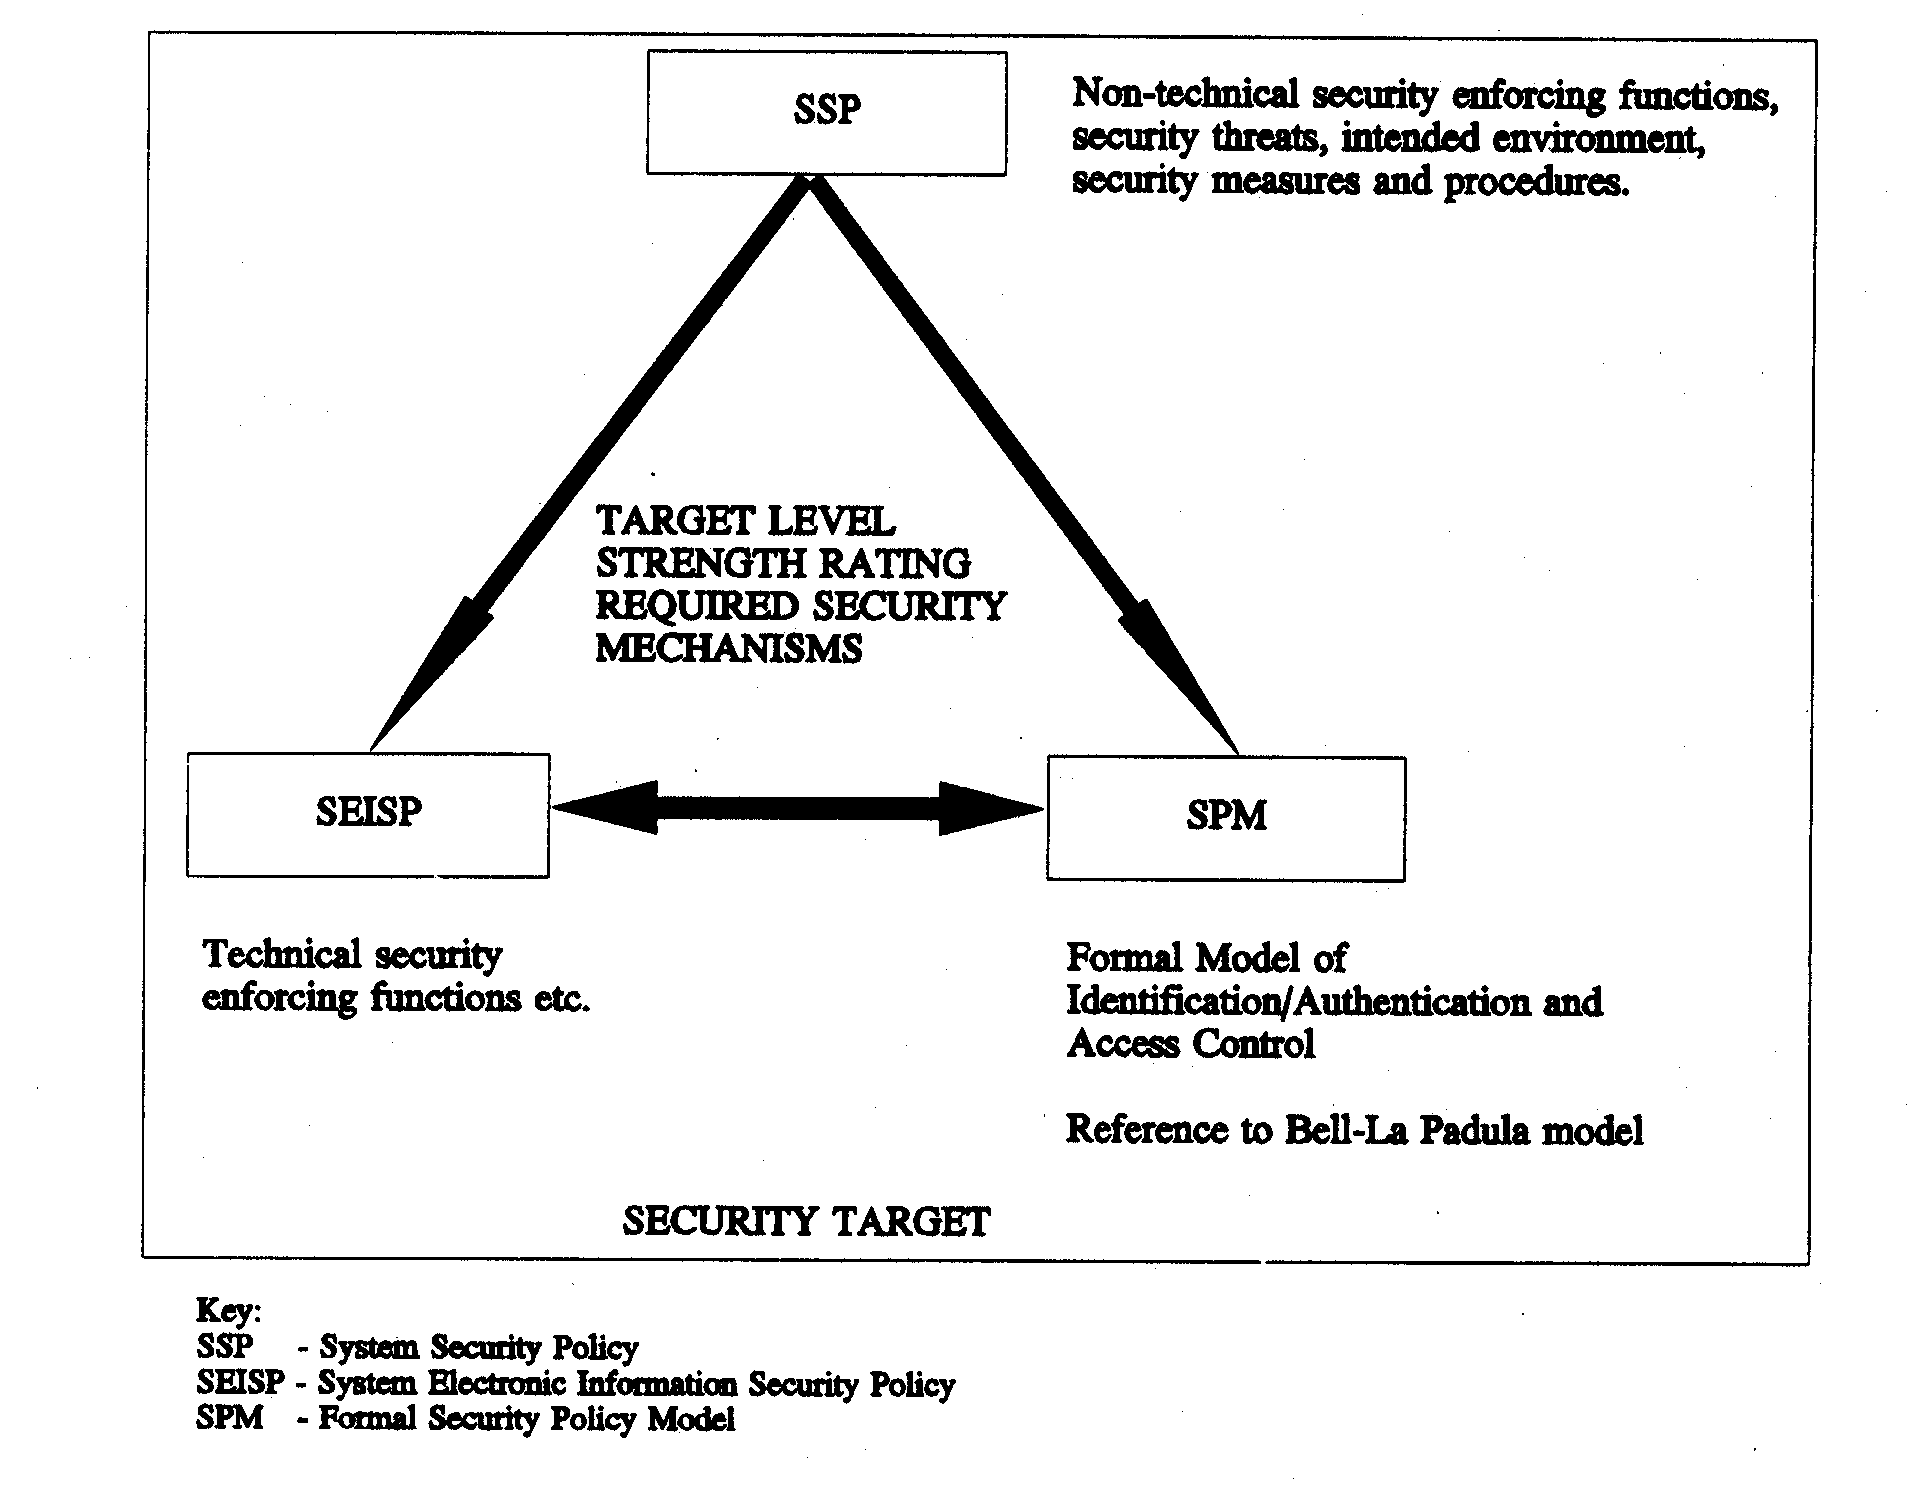 SSP
Non-technical security enforcing functions,
security threats, intended environment,
security measures and procedures.
TARGET LEVEL
STRENGTH RATING
REQUIRED SECURITY
MECHANISMS
SEISP
SPM
Technical security
enforcing functions etc.
Formal Model of
Identification/Authentication and
Access Control
Reference to Bell-La Padula model
SECURITY TARGET
Key:
SSP - System Security Policy
SEISP - System Electronic Information Security Policy
SPM - Formal Security Policy Model